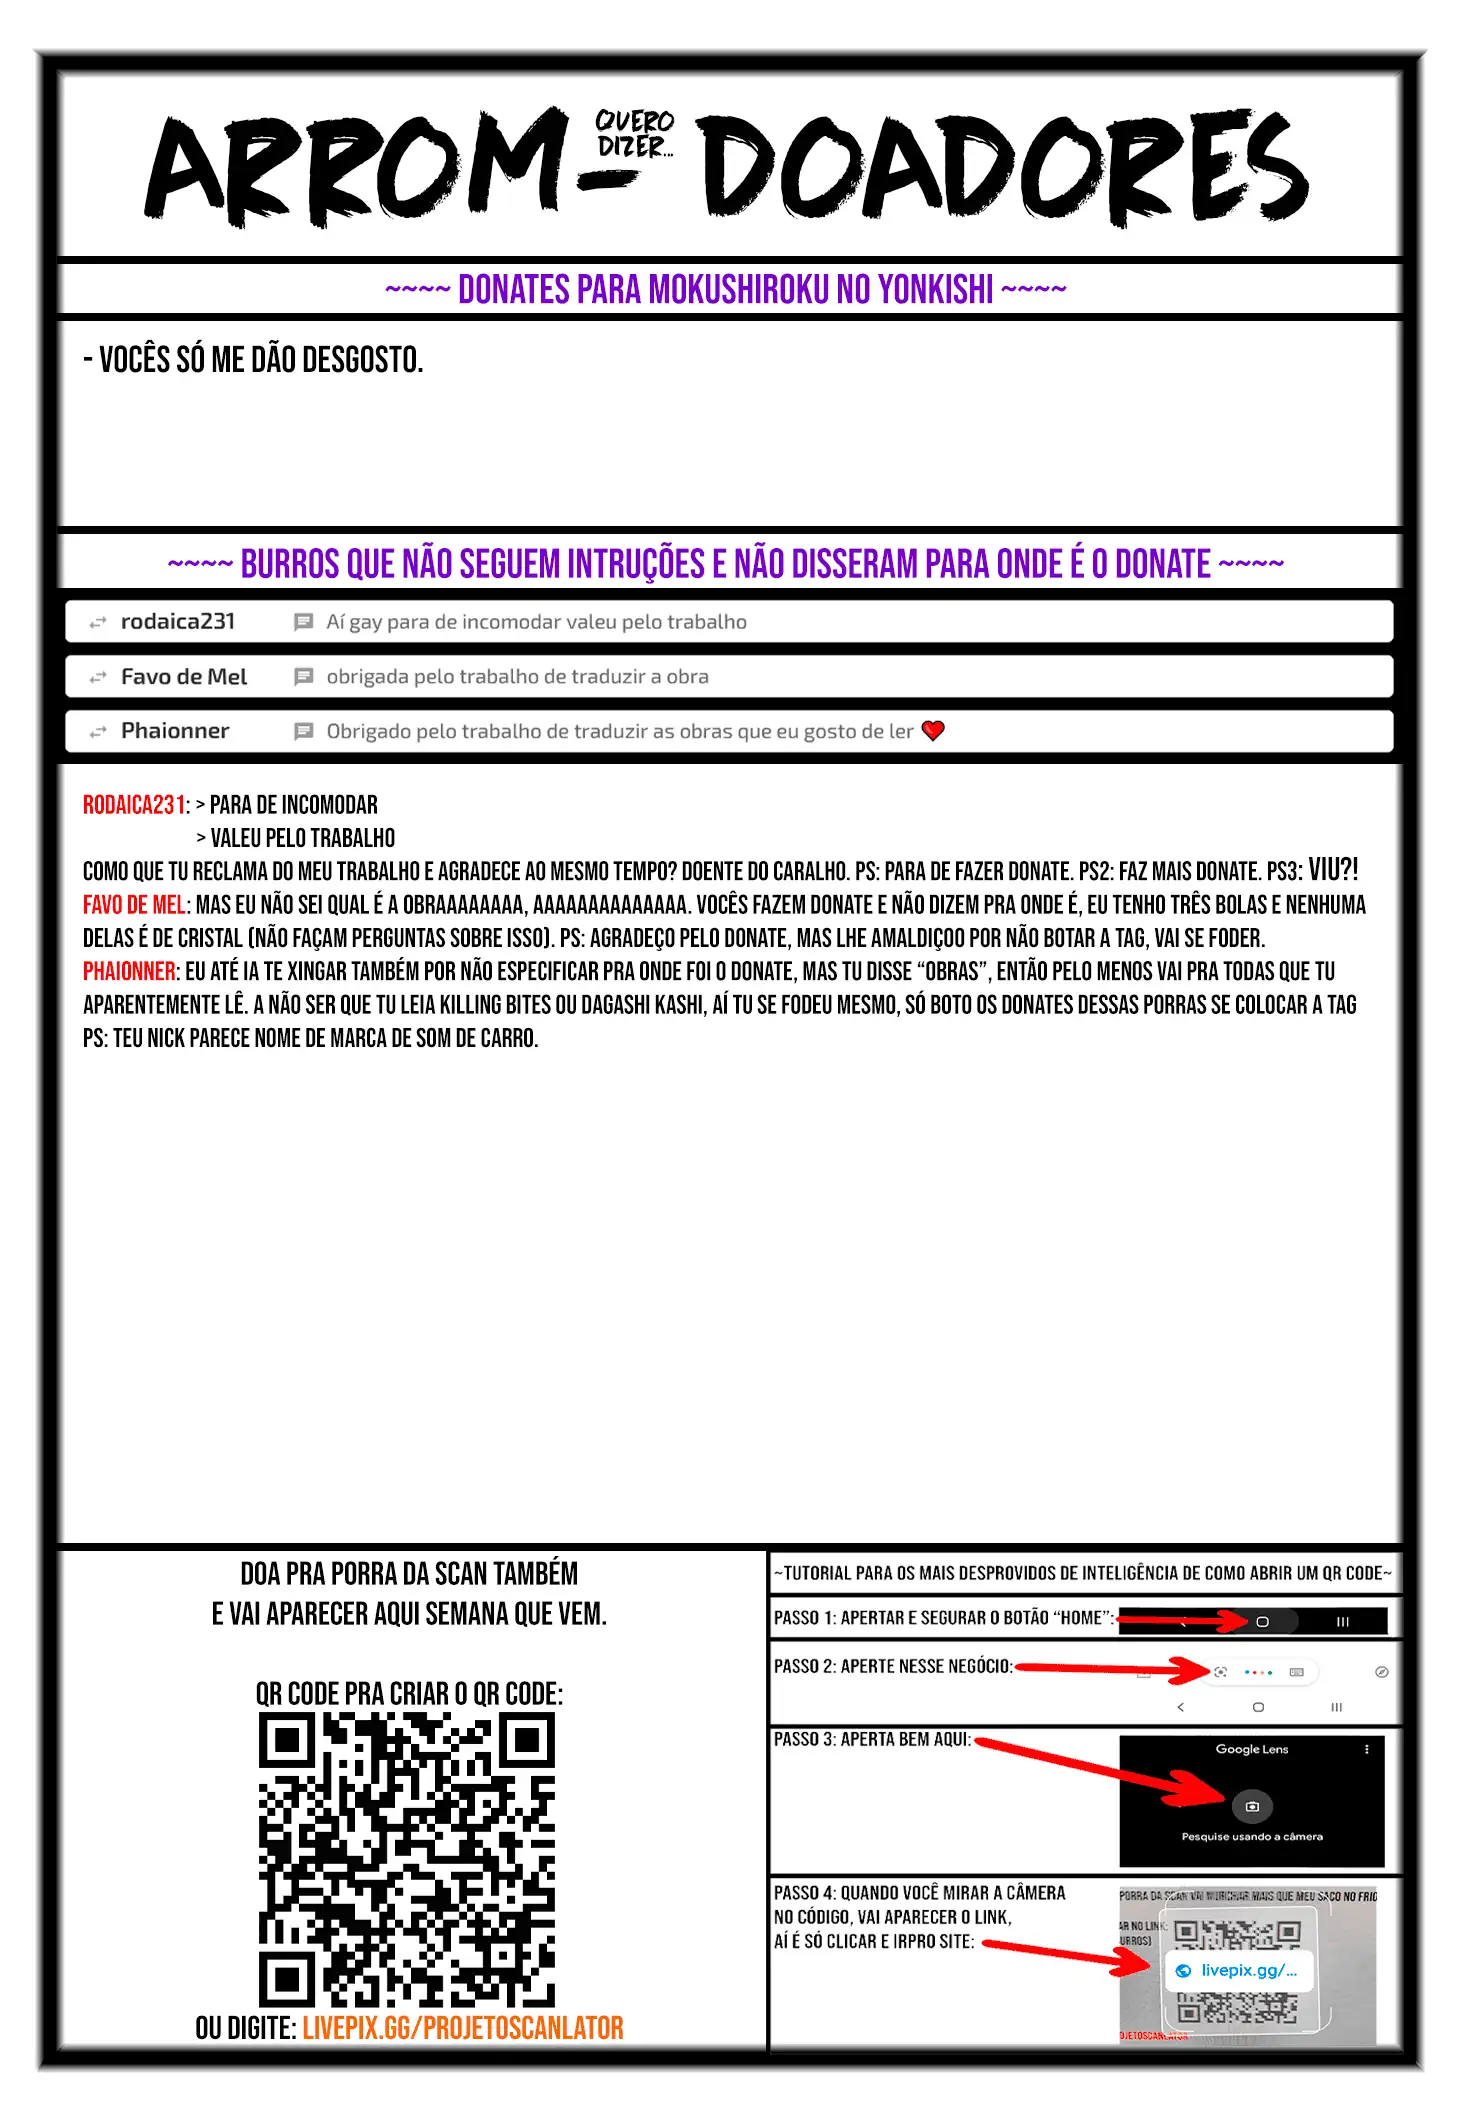 ARROM- QUERO DIZER... DOADORES
~~~~ DONATES PARA MOKUSHIROKU NO YONKISHI ~~~~
- VOCÊS SÓ ME DÃO DESGOSTO.
~~~~ BURROS QUE NÃO SEGUEM INTRUÇÕES E NÃO DISSERAM PARA ONDE É O DONATE ~~~~
rodaica231 Aí gay para de incomodar valeu pelo trabalho
Favo de Mel obrigada pelo trabalho de traduzir a obra
Phaionner Obrigado pelo trabalho de traduzir as obras que eu gosto de ler ❤
RODAICA231: > PARA DE INCOMODAR
> VALEU PELO TRABALHO
COMO QUE TU RECLAMA DO MEU TRABALHO E AGRADECE AO MESMO TEMPO? DOENTE DO CARALHO. PS: PARA DE FAZER DONATE. PS2: FAZ MAIS DONATE. PS3: VIU?!
FAVO DE MEL: MAS EU NÃO SEI QUAL É A OBRAAAAAAAA, AAAAAAAAAAAAAA. VOCÊS FAZEM DONATE E NÃO DIZEM PRA ONDE É, EU TENHO TRÊS BOLAS E NENHUMA
DELAS É DE CRISTAL (NÃO FAÇAM PERGUNTAS SOBRE ISSO). PS: AGRADEÇO PELO DONATE, MAS LHE AMALDIÇOO POR NÃO BOTAR A TAG, VAI SE FODER.
PHAIONNER: EU ATÉ IA TE XINGAR TAMBÉM POR NÃO ESPECIFICAR PRA ONDE FOI O DONATE, MAS TU DISSE “OBRAS”, ENTÃO PELO MENOS VAI PRA TODAS QUE TU
APARENTEMENTE LÊ. A NÃO SER QUE TU LEIA KILLING BITES OU DAGASHI KASHI, AÍ TU SE FODEU MESMO, SÓ BOTO OS DONATES DESSAS PORRAS SE COLOCAR A TAG
PS: TEU NICK PARECE NOME DE MARCA DE SOM DE CARRO.
DOA PRA PORRA DA SCAN TAMBÉM
E VAI APARECER AQUI SEMANA QUE VEM.
QR CODE PRA CRIAR O QR CODE:
OU DIGITE: LIVEPIX.GG/PROJETOSCANLATOR
~TUTORIAL PARA OS MAIS DESPROVIDOS DE INTELIGÊNCIA DE COMO ABRIR UM QR CODE~
PASSO 1: APERTAR E SEGURAR O BOTÃO “HOME”:
PASSO 2: APERTE NESSE NEGÓCIO:
PASSO 3: APERTA BEM AQUI:
Google Lens
Pesquise usando a câmera
PASSO 4: QUANDO VOCÊ MIRAR A CÂMERA
NO CÓDIGO, VAI APARECER O LINK,
AÍ É SÓ CLICAR E IRPRO SITE:
PORRA DA SCAN VAI MURCHAR MAIS QUE MEU SACO NO FRIO
AR NO LINK:
URROS)
livepix.gg/...
OJETOSCANLATOR